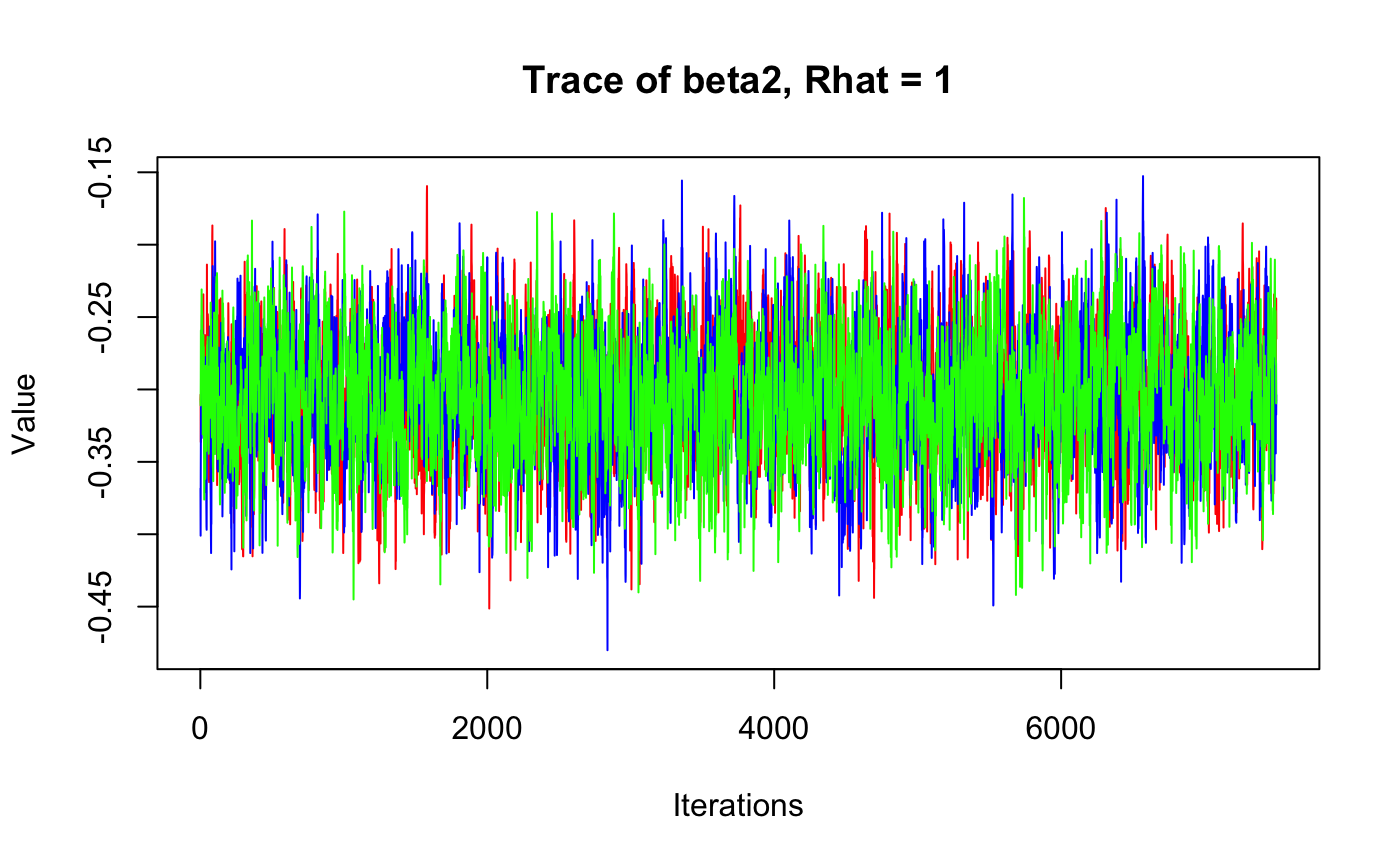 Trace of beta2, Rhat = 1
Value
-0.15
-0.25
-0.35
-0.45
0 2000 4000 6000
Iterations